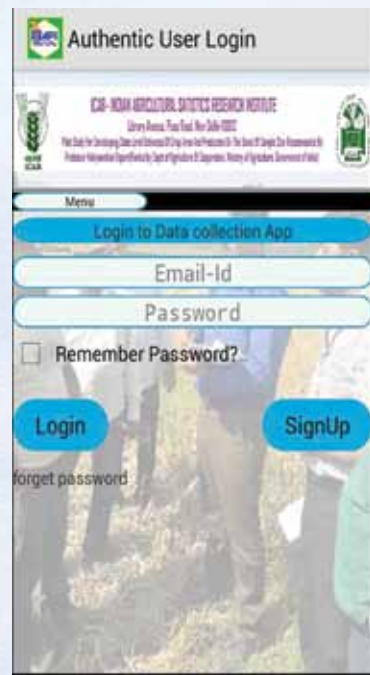 Authentic User Login
ICAR- INDIAN AGRICULTURAL STATISTICS RESEARCH INSTITUTE
Library Avenue, Pusa Road, New Delhi-110012
Menu
Login to Data collection App
Email-Id
Password
Remember Password?
Login
SignUp
forget password